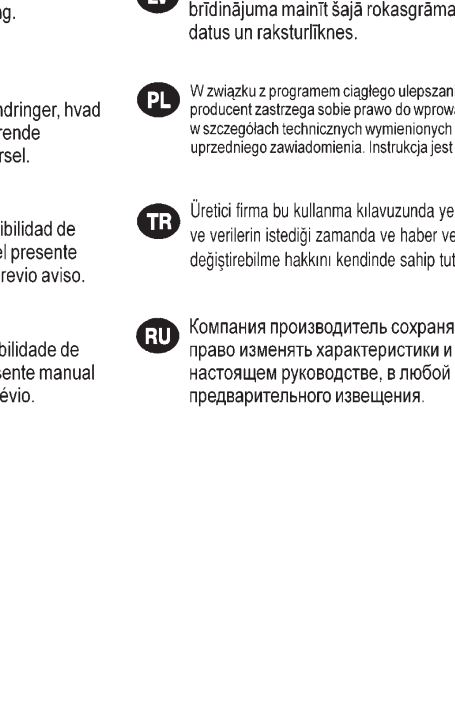 ng.
ndringer, hvad
rende
rsel.
ibilidad de
el presente
revio aviso.
bilidade de
sente manual
évio.
LV
brīdinājuma mainīt šajā rokasgrāma
datus un raksturlīknes.
PL
W związku z programem ciągłego ulepszan
producent zastrzega sobie prawo do wprowa
w szczegółach technicznych wymienionych
uprzedniego zawiadomienia. Instrukcja jest
TR
Üretici firma bu kullanma kılavuzunda ye
ve verilerin istediği zamanda ve haber ve
değiştirebilme hakkını kendinde sahip tut
RU
Компания производитель сохраня
право изменять характеристики и
настоящем руководстве, в любой
предварительного извещения.